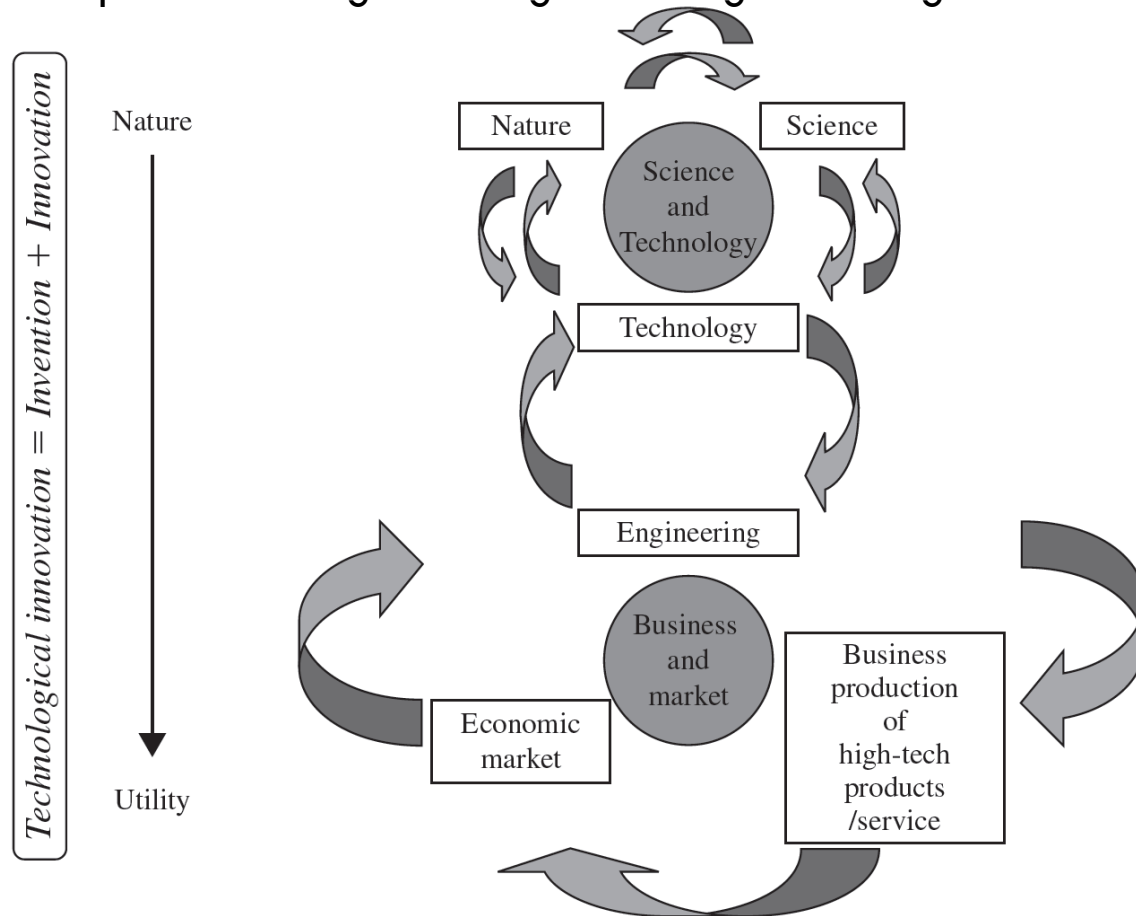 Technological innovation = Invention + Innovation
Nature
Utility
Nature
Science
Science
and
Technology
Technology
Engineering
Business
and
market
Economic
market
Business
production
of
high-tech
products
/service